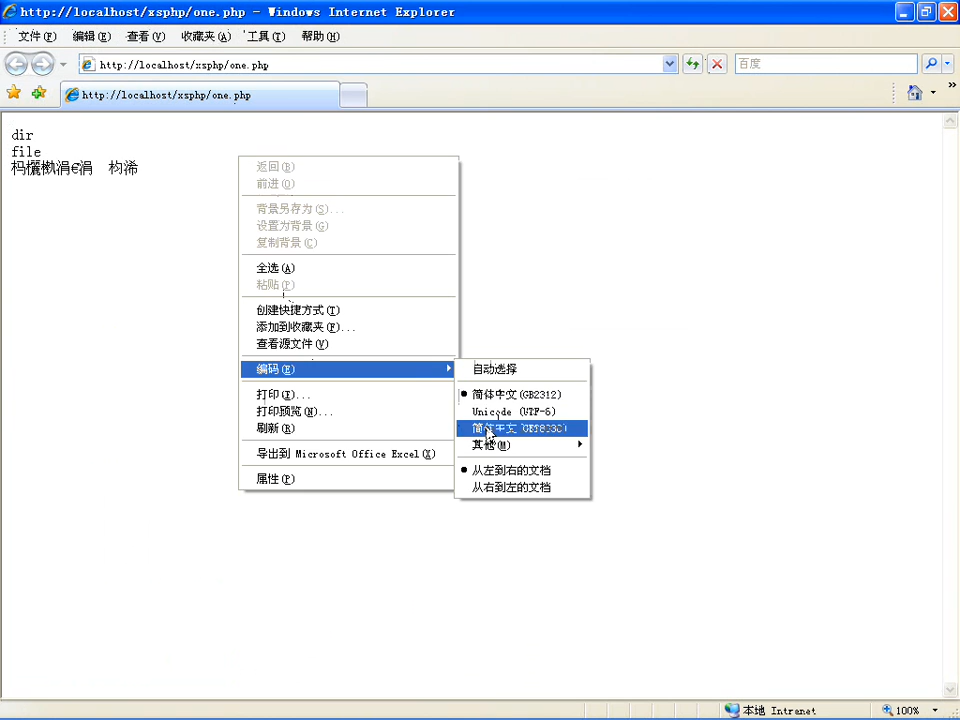 http://localhost/xsphp/one.php - Windows Internet Explorer
文件(F) 编辑(E) 查看(V) 收藏夹(A) 工具(T) 帮助(H)
http://localhost/xsphp/one.php
百度
http://localhost/xsphp/one.php
dir
file
返回(B)
前进(O)
背景另存为(S)...
设置为背景(G)
复制背景(C)
全选(A)
粘贴(P)
创建快捷方式(T)
添加到收藏夹(F)...
查看源文件(V)
编码(E)
自动选择
打印(I)...
简体中文(GB2312)
打印预览(N)...
Unicode (UTF-8)
刷新(R)
简体中文(GB18030)
其他(M)
导出到 Microsoft Office Excel(X)
从左到右的文档
属性(P)
从右到左的文档
本地 Intranet
100%